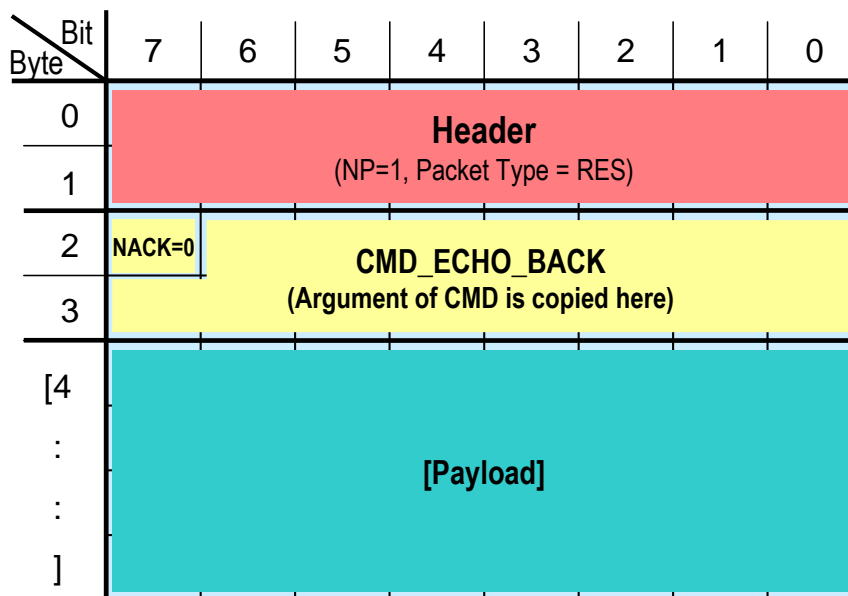 Bit
Byte
7 6 5 4 3 2 1 0
0
Header
(NP=1, Packet Type = RES)
1
2
NACK=0
CMD_ECHO_BACK
(Argument of CMD is copied here)
3
[4
:
[Payload]
:
]